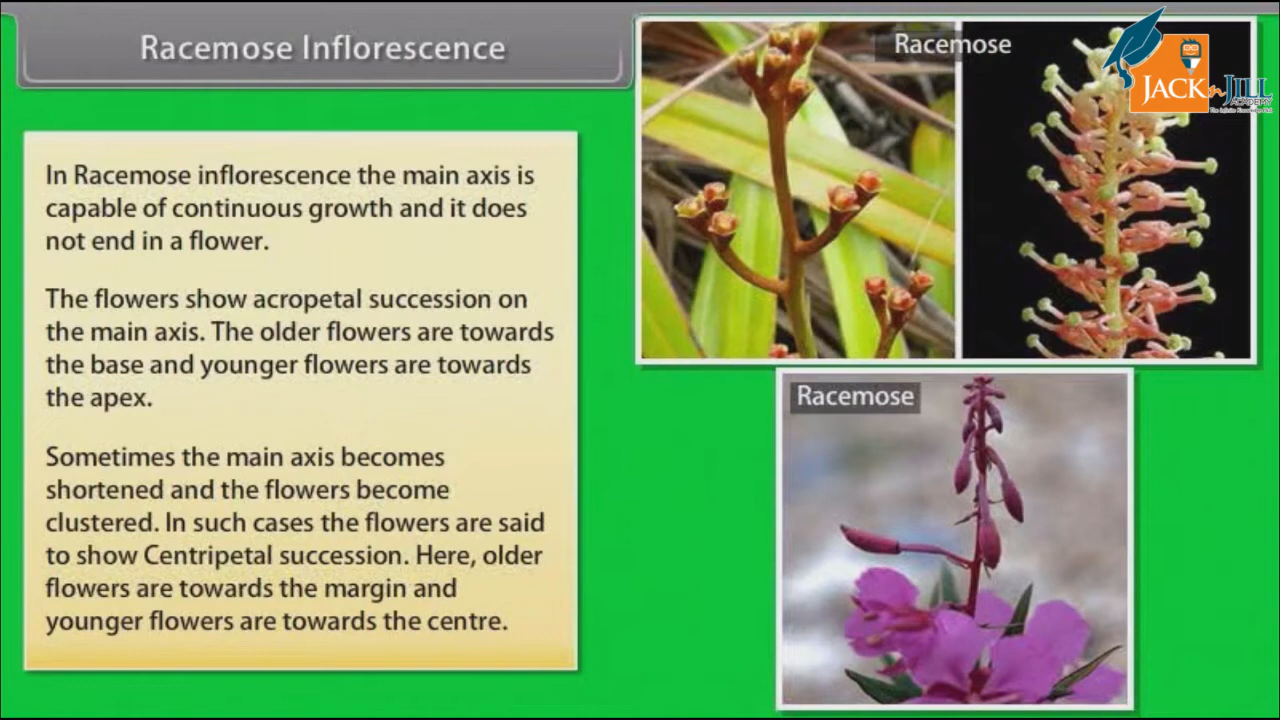 Racemose Inflorescence
Racemose
JACK n JILL
ACADEMY
In Racemose inflorescence the main axis is
capable of continuous growth and it does
not end in a flower.
The flowers show acropetal succession on
the main axis. The older flowers are towards
the base and younger flowers are towards
the apex.
Sometimes the main axis becomes
shortened and the flowers become
clustered. In such cases the flowers are said
to show Centripetal succession. Here, older
flowers are towards the margin and
younger flowers are towards the centre.
Racemose